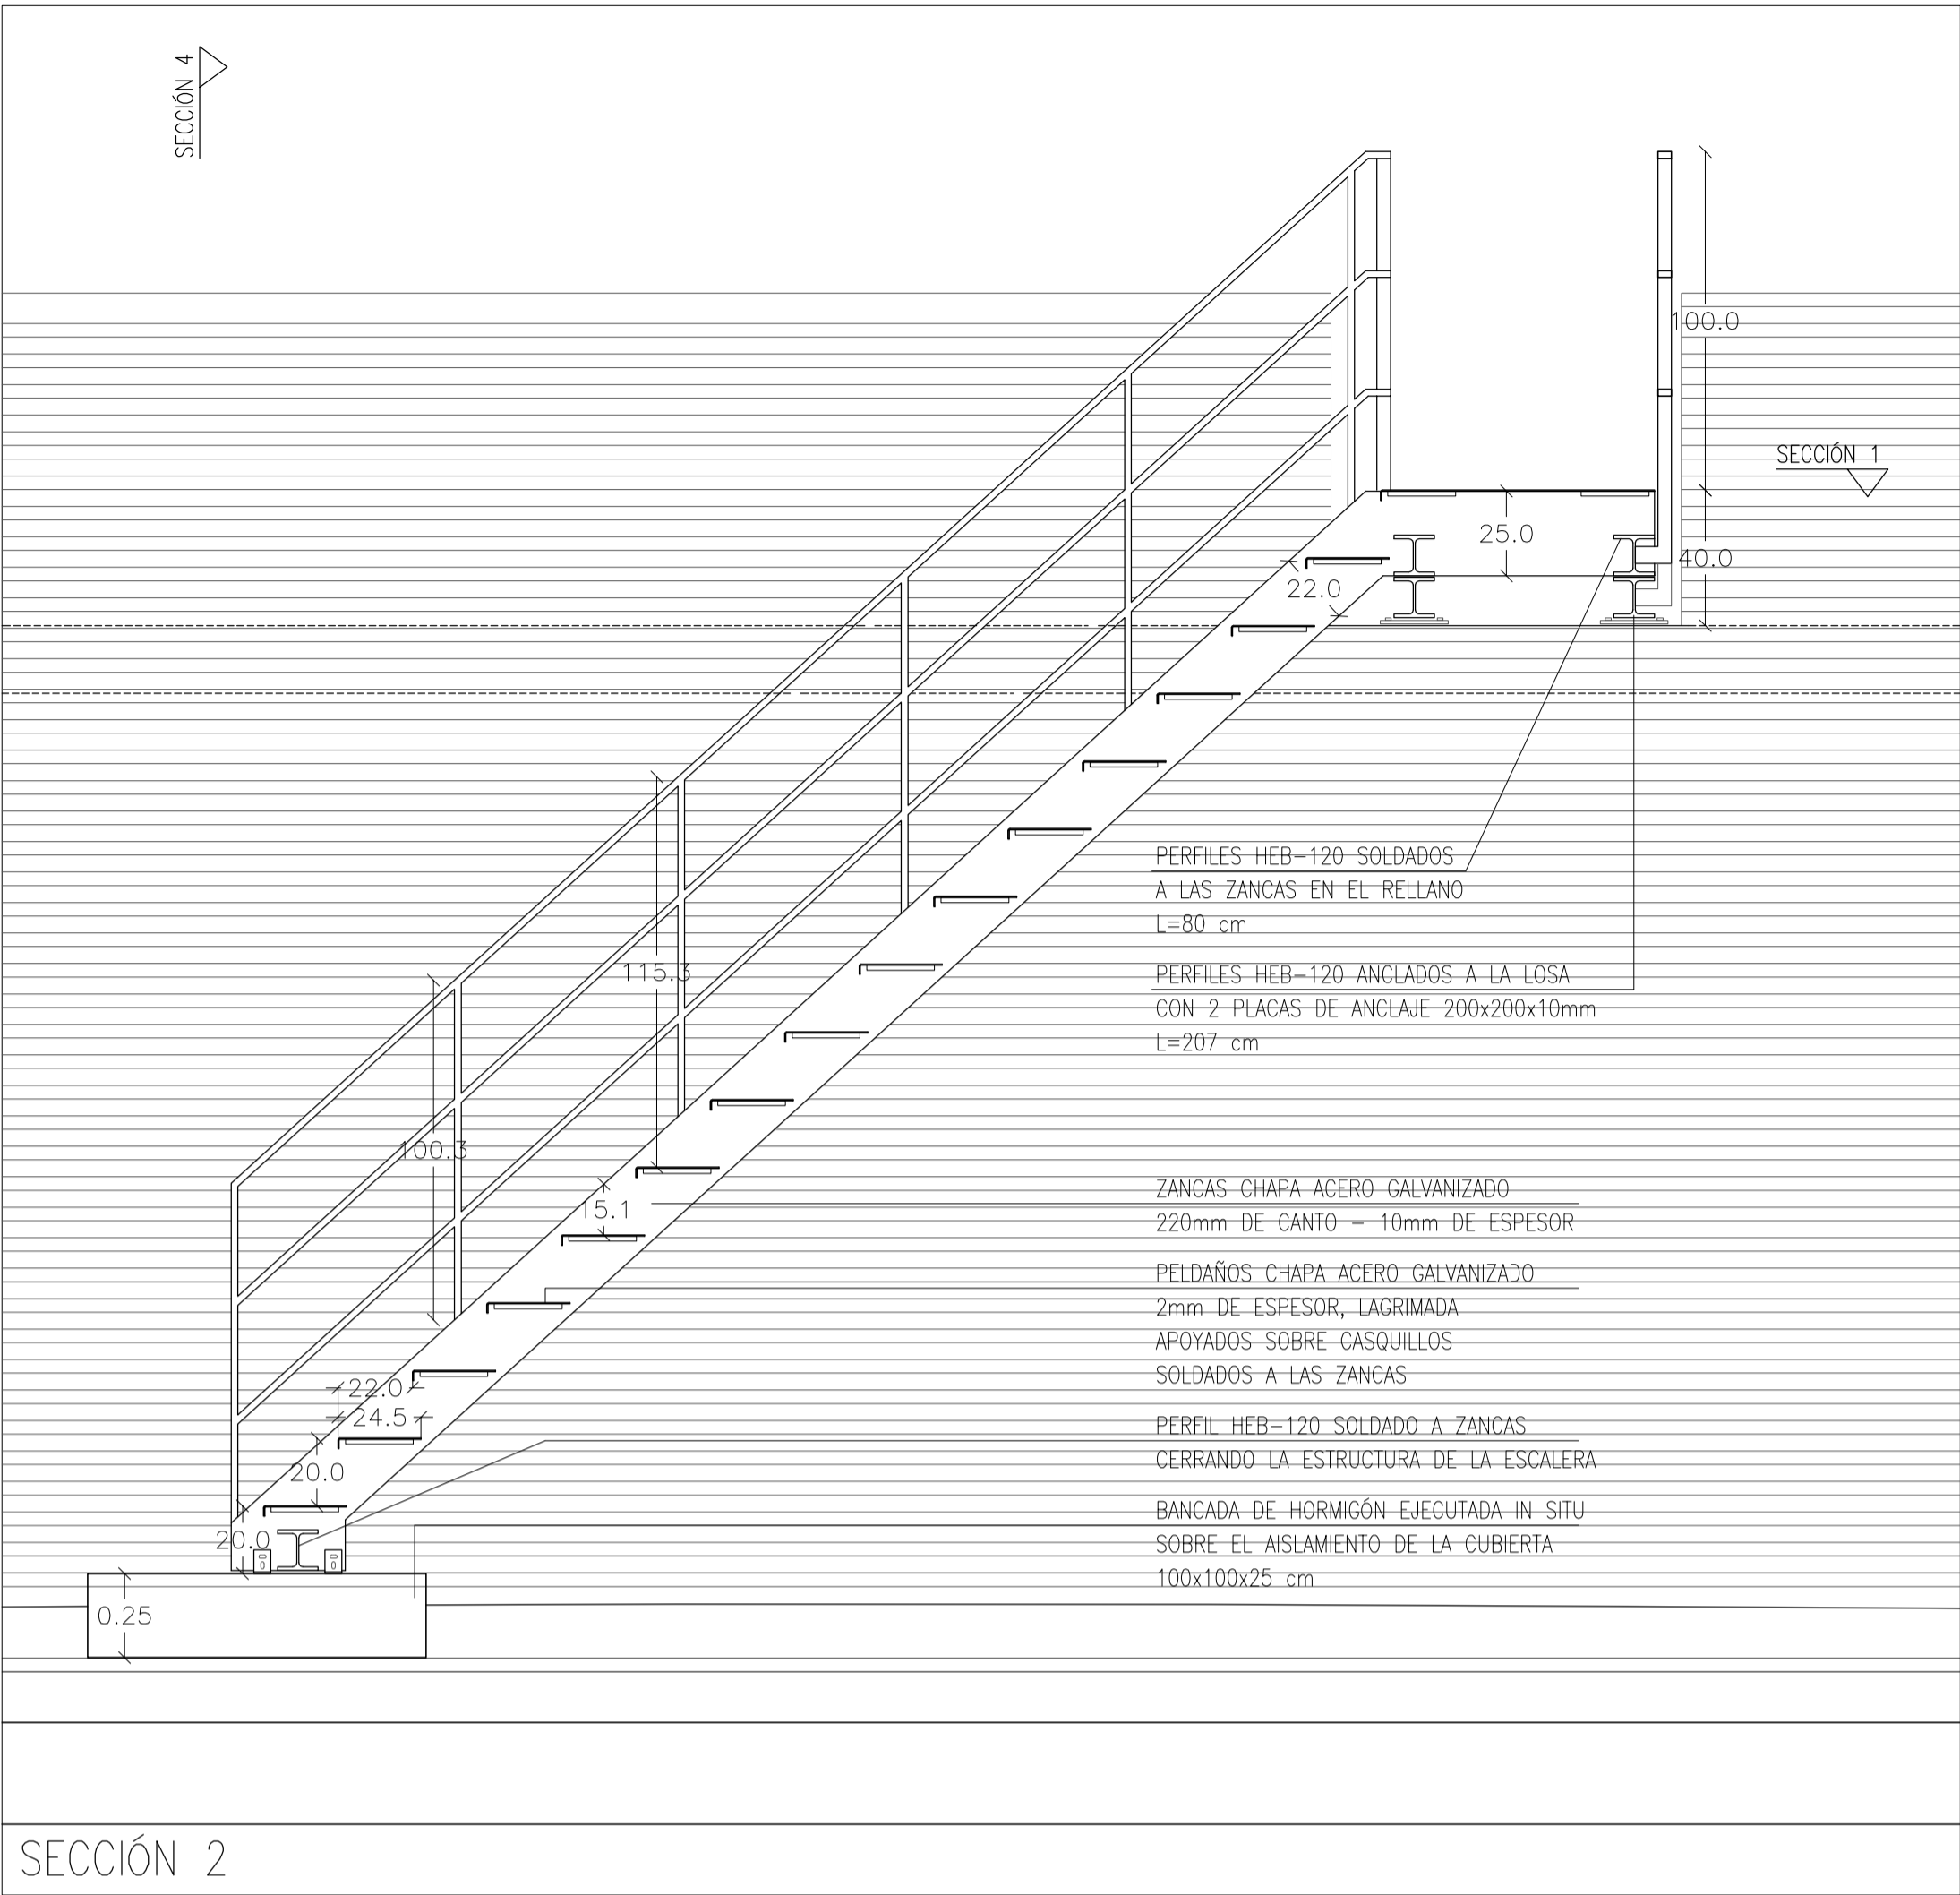 SECCIÓN 4
100.0
SECCIÓN 1
25.0
40.0
22.0
PERFILES HEB-120 SOLDADOS
A LAS ZANCAS EN EL RELLANO
L=80 cm
115.3
PERFILES HEB-120 ANCLADOS A LA LOSA
CON 2 PLACAS DE ANCLAJE 200x200x10mm
L=207 cm
100.3
15.1
ZANCAS CHAPA ACERO GALVANIZADO
220mm DE CANTO - 10mm DE ESPESOR
PELDAÑOS CHAPA ACERO GALVANIZADO
2mm DE ESPESOR, LAGRIMADA
APOYADOS SOBRE CASQUILLOS
SOLDADOS A LAS ZANCAS
22.0
24.5
20.0
PERFIL HEB-120 SOLDADO A ZANCAS
CERRANDO LA ESTRUCTURA DE LA ESCALERA
20.0
BANCADA DE HORMIGÓN EJECUTADA IN SITU
SOBRE EL AISLAMIENTO DE LA CUBIERTA
100x100x25 cm
0.25
SECCIÓN 2